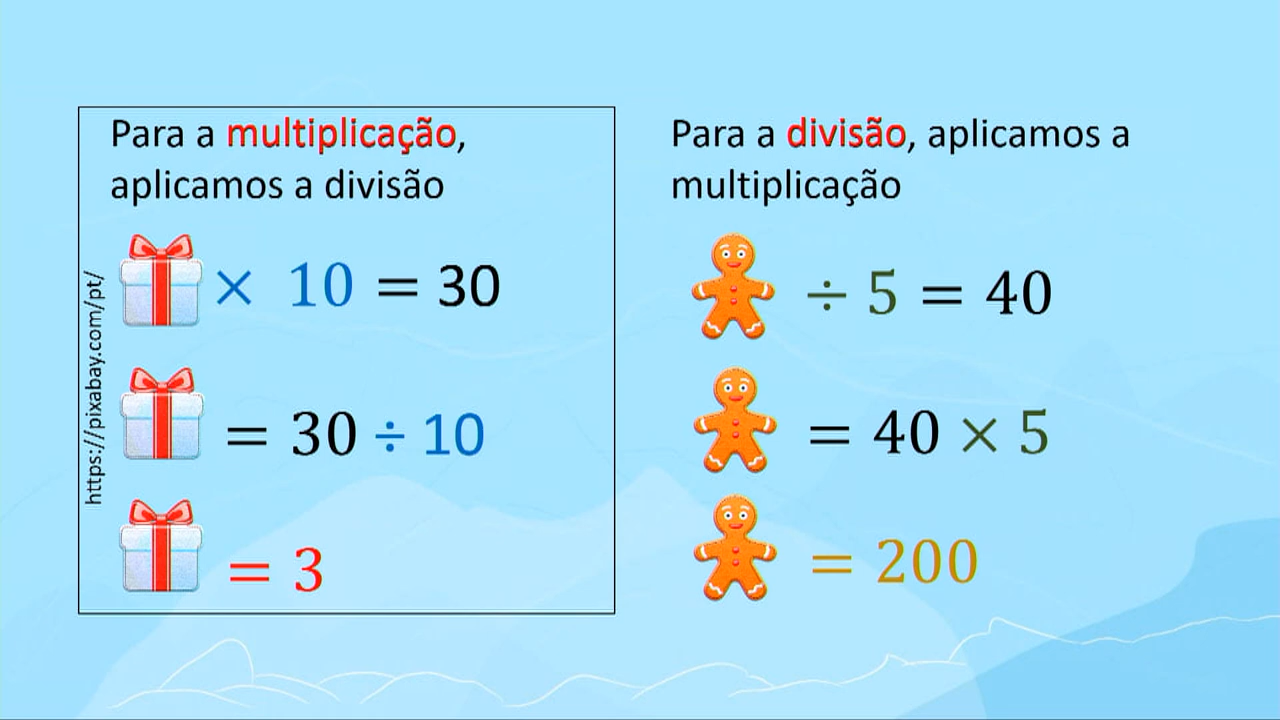 Para a multiplicação,
aplicamos a divisão
× 10 = 30
= 30 ÷ 10
= 3
https://pixabay.com/pt/
Para a divisão, aplicamos a
multiplicação
÷ 5 = 40
= 40 × 5
= 200